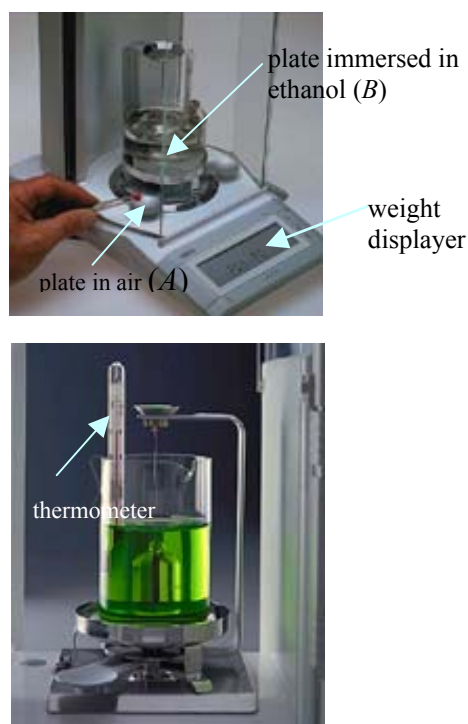 plate immersed in
ethanol (B)
weight
displayer
plate in air (A)
thermometer